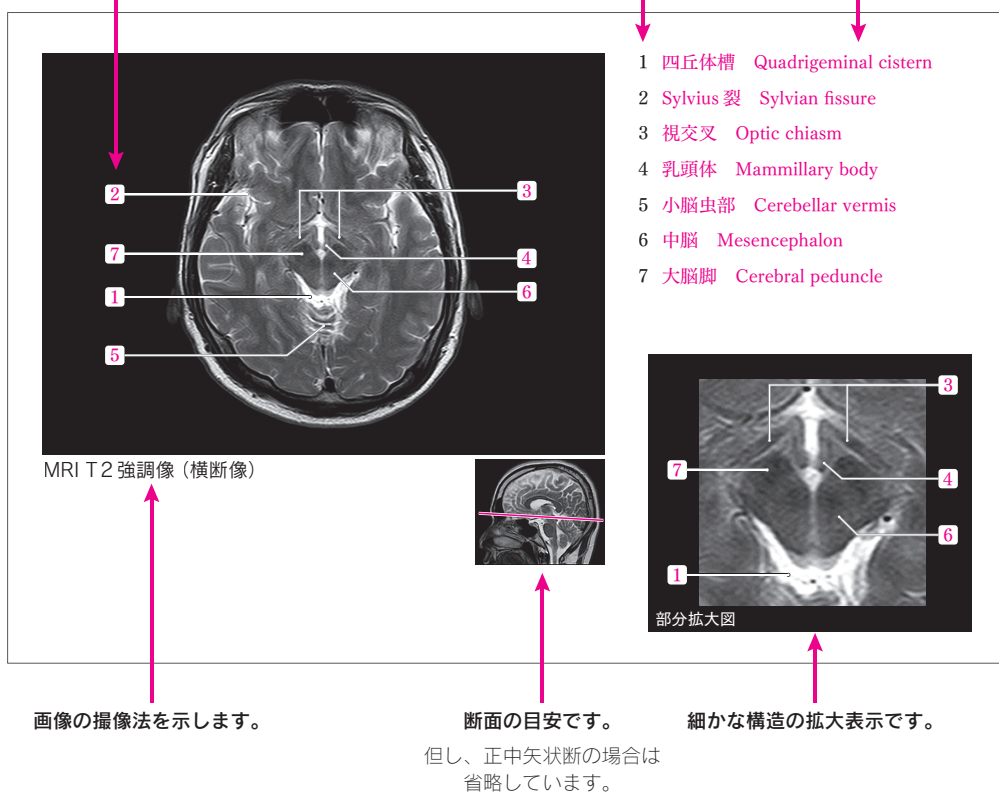 1 四丘体槽 Quadrigeminal cistern
2 Sylvius 裂 Sylvian fissure
3 視交叉 Optic chiasm
4 乳頭体 Mammillary body
5 小脳虫部 Cerebellar vermis
6 中脳 Mesencephalon
7 大脳脚 Cerebral peduncle
2
3
7
4
1
6
5
MRI T2強調像（横断像）
3
7
4
6
1
部分拡大図
画像の撮像法を示します。
断面の目安です。
但し、正中矢状断の場合は
省略しています。
細かな構造の拡大表示です。